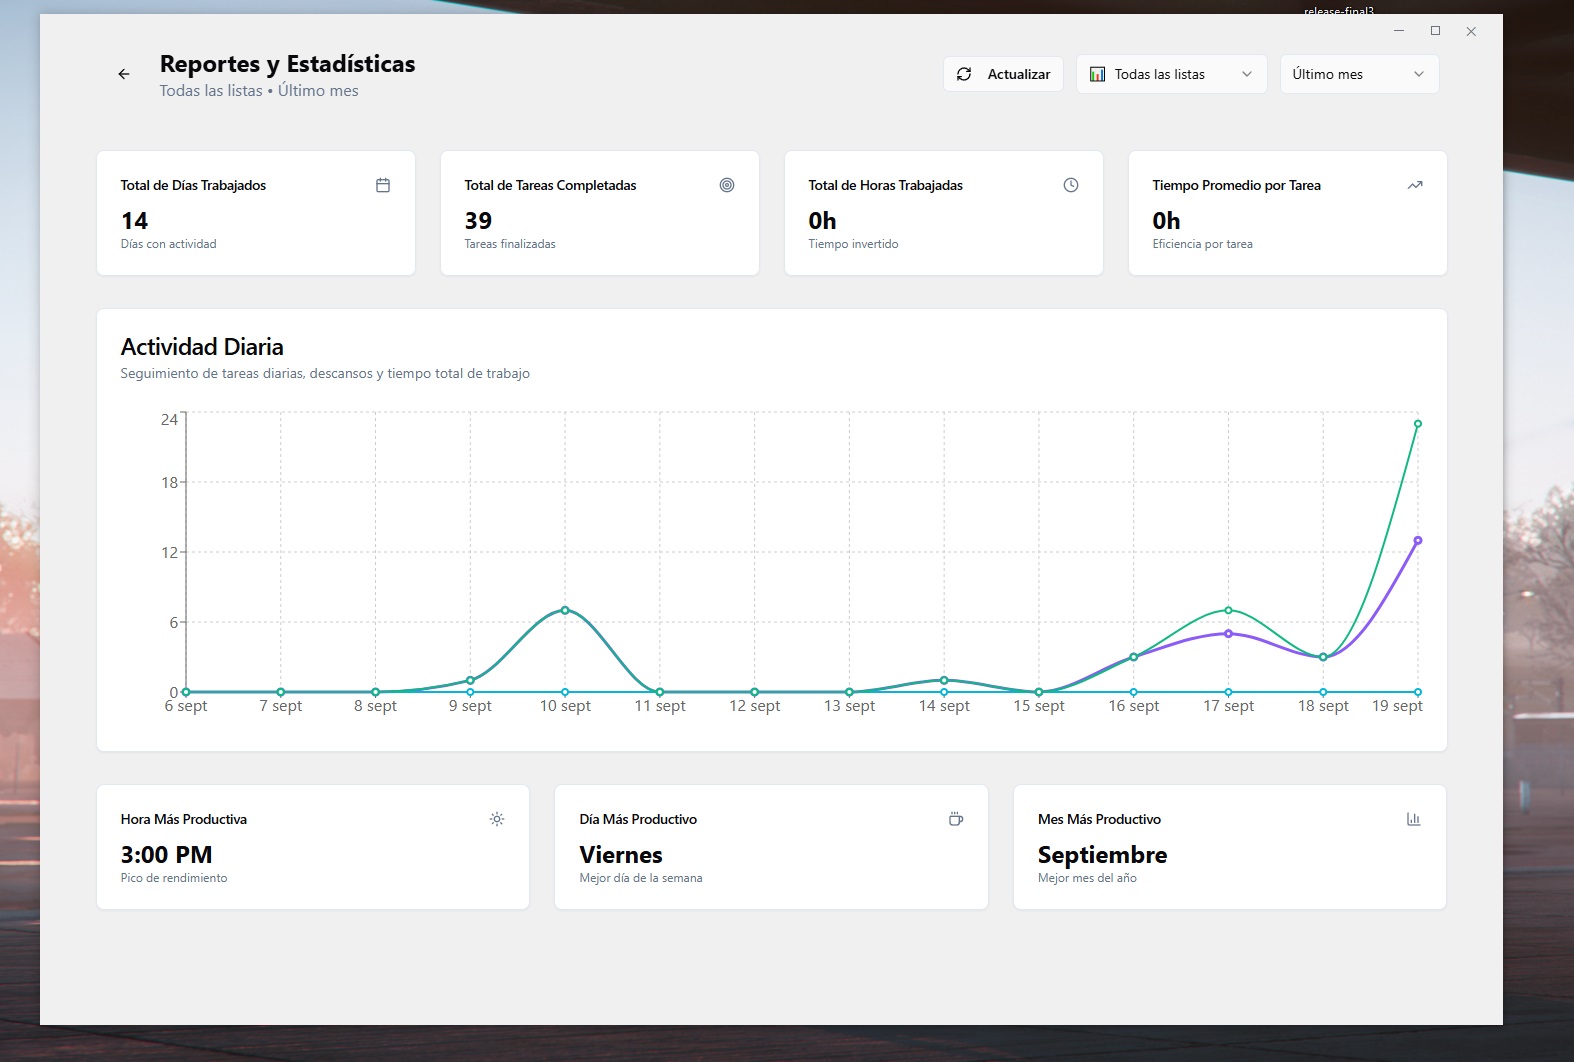 release-final3
Reportes y Estadísticas
Todas las listas • Último mes
Actualizar
Todas las listas
Último mes
Total de Días Trabajados
14
Días con actividad
Total de Tareas Completadas
39
Tareas finalizadas
Total de Horas Trabajadas
0h
Tiempo invertido
Tiempo Promedio por Tarea
0h
Eficiencia por tarea
Actividad Diaria
Seguimiento de tareas diarias, descansos y tiempo total de trabajo
24
18
12
6
0
6 sept 7 sept 8 sept 9 sept 10 sept 11 sept 12 sept 13 sept 14 sept 15 sept 16 sept 17 sept 18 sept 19 sept
Hora Más Productiva
3:00 PM
Pico de rendimiento
Día Más Productivo
Viernes
Mejor día de la semana
Mes Más Productivo
Septiembre
Mejor mes del año